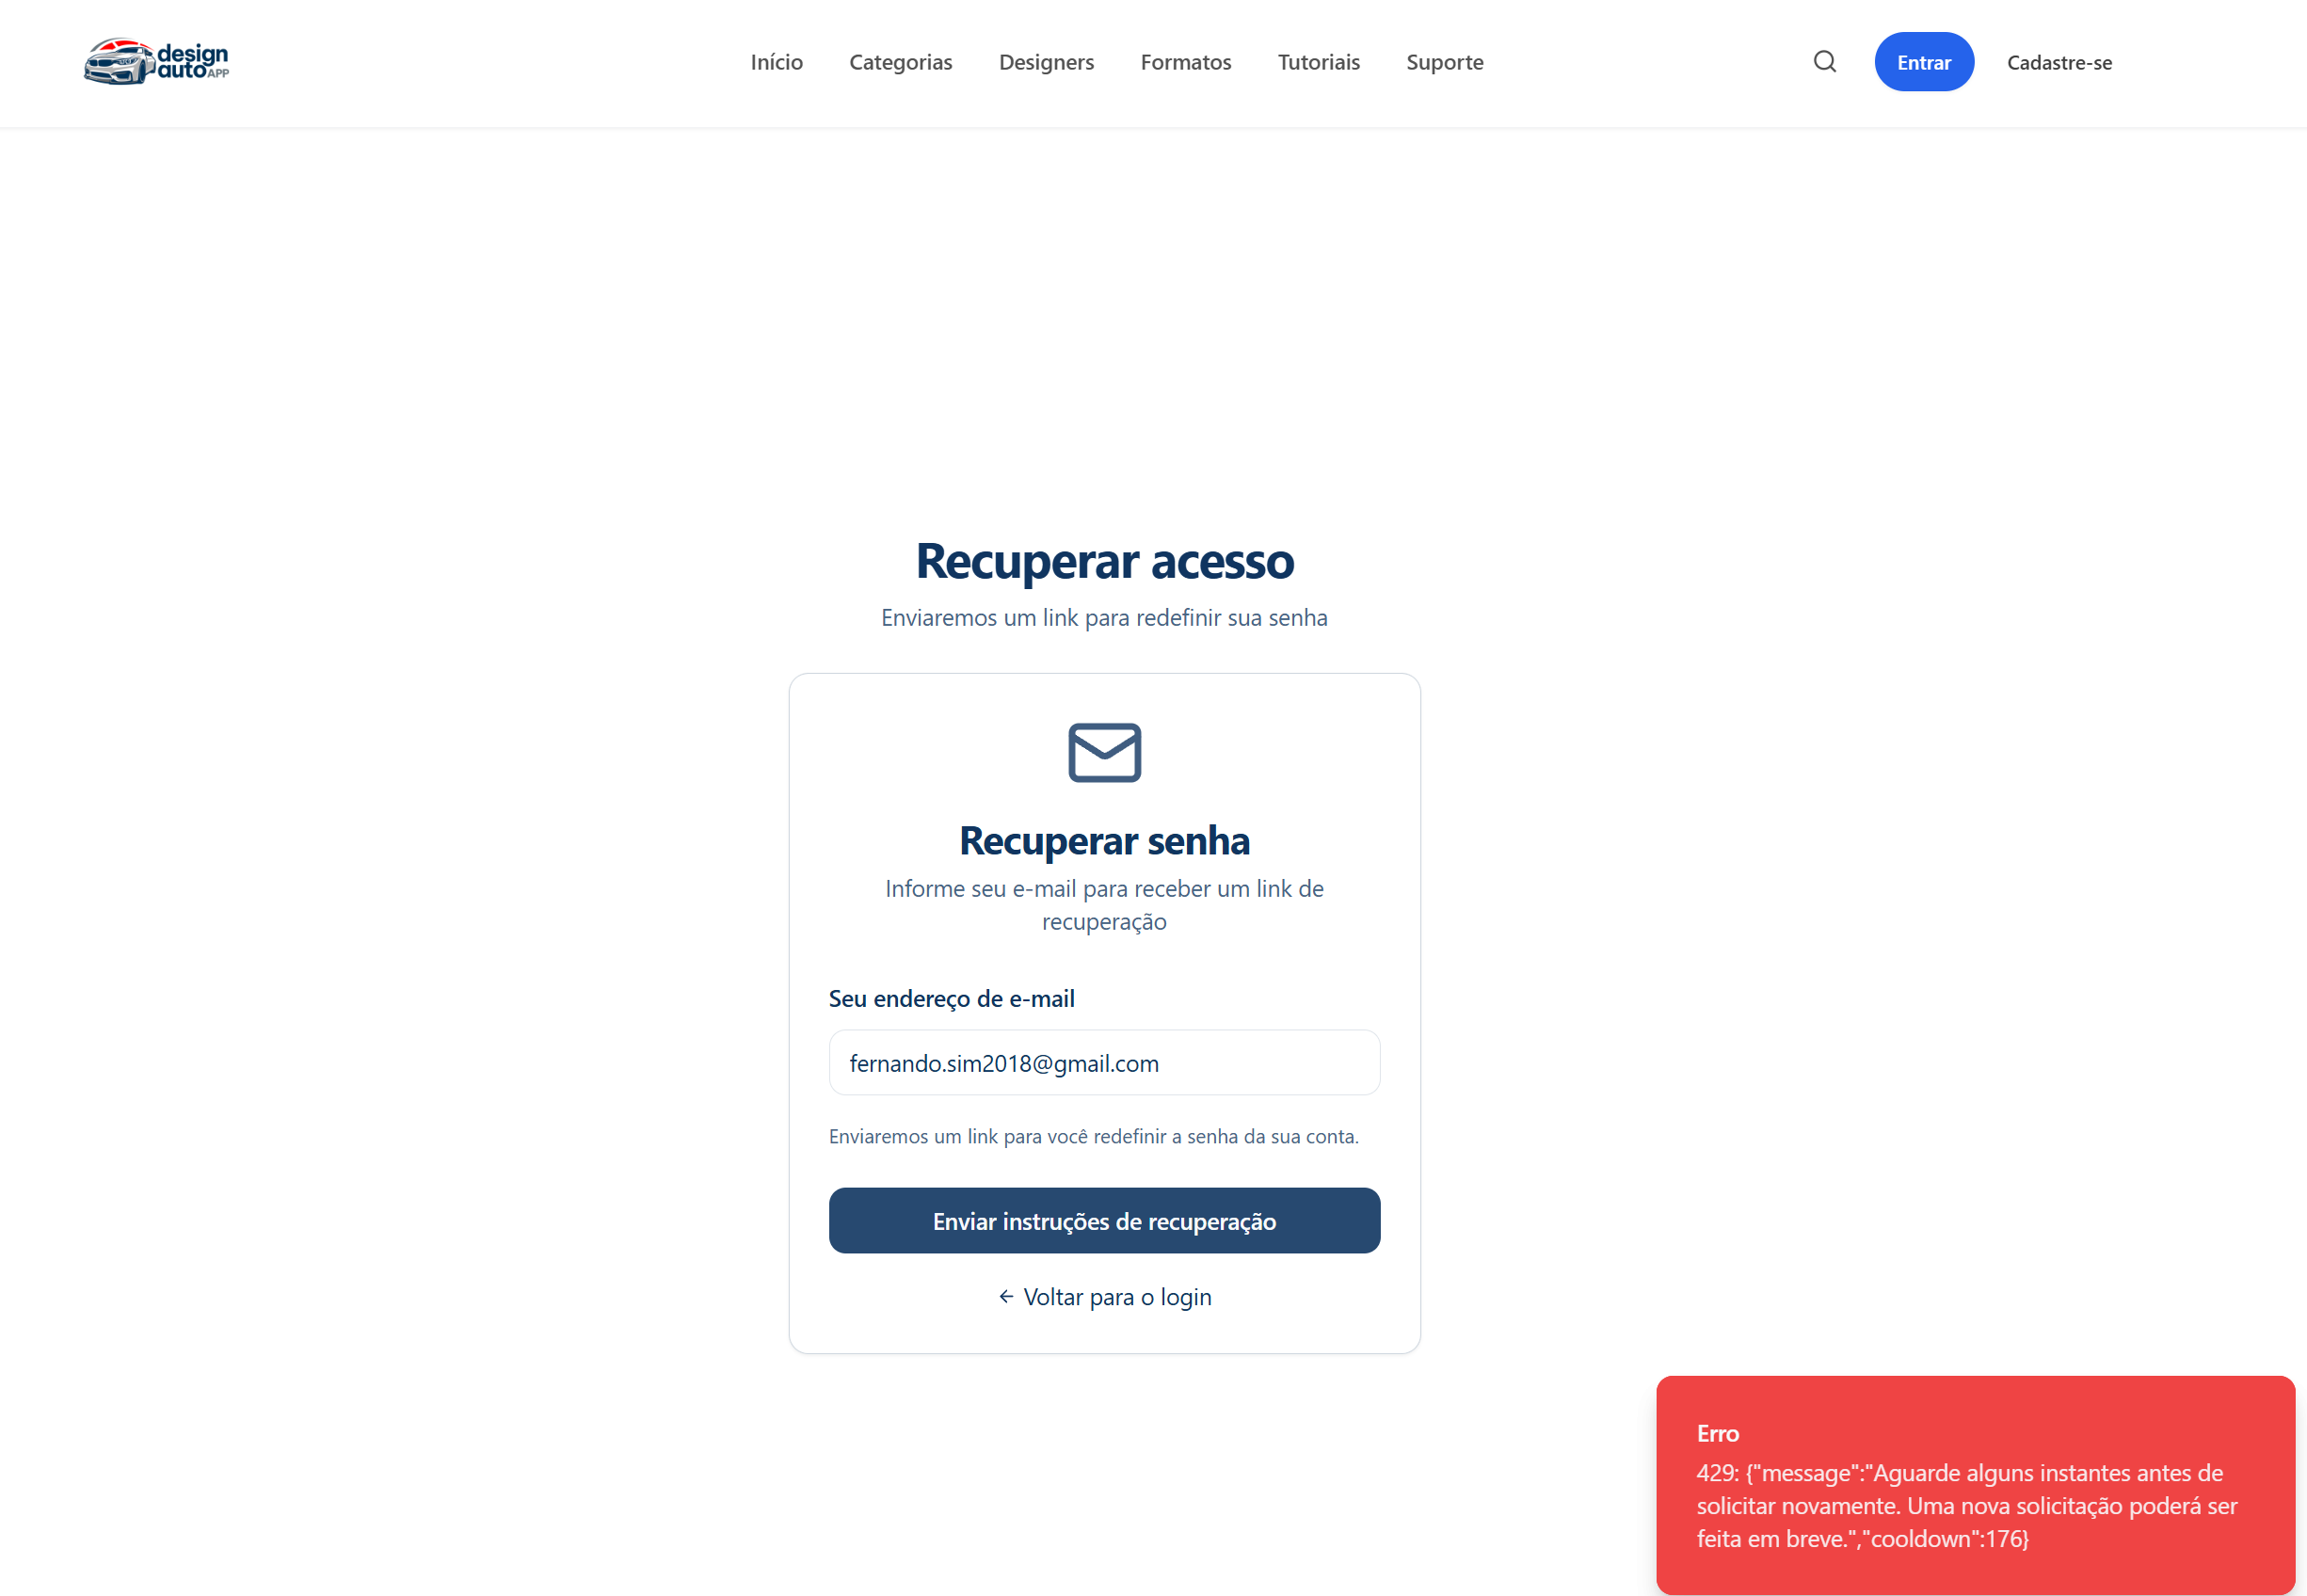 design
auto APP
Início Categorias Designers Formatos Tutoriais Suporte Entrar Cadastre-se
Recuperar acesso
Enviaremos um link para redefinir sua senha
Recuperar senha
Informe seu e-mail para receber um link de
recuperação
Seu endereço de e-mail
fernando.sim2018@gmail.com
Enviaremos um link para você redefinir a senha da sua conta.
Enviar instruções de recuperação
← Voltar para o login
Erro
429: {"message":"Aguarde alguns instantes antes de
solicitar novamente. Uma nova solicitação poderá ser
feita em breve.","cooldown":176}